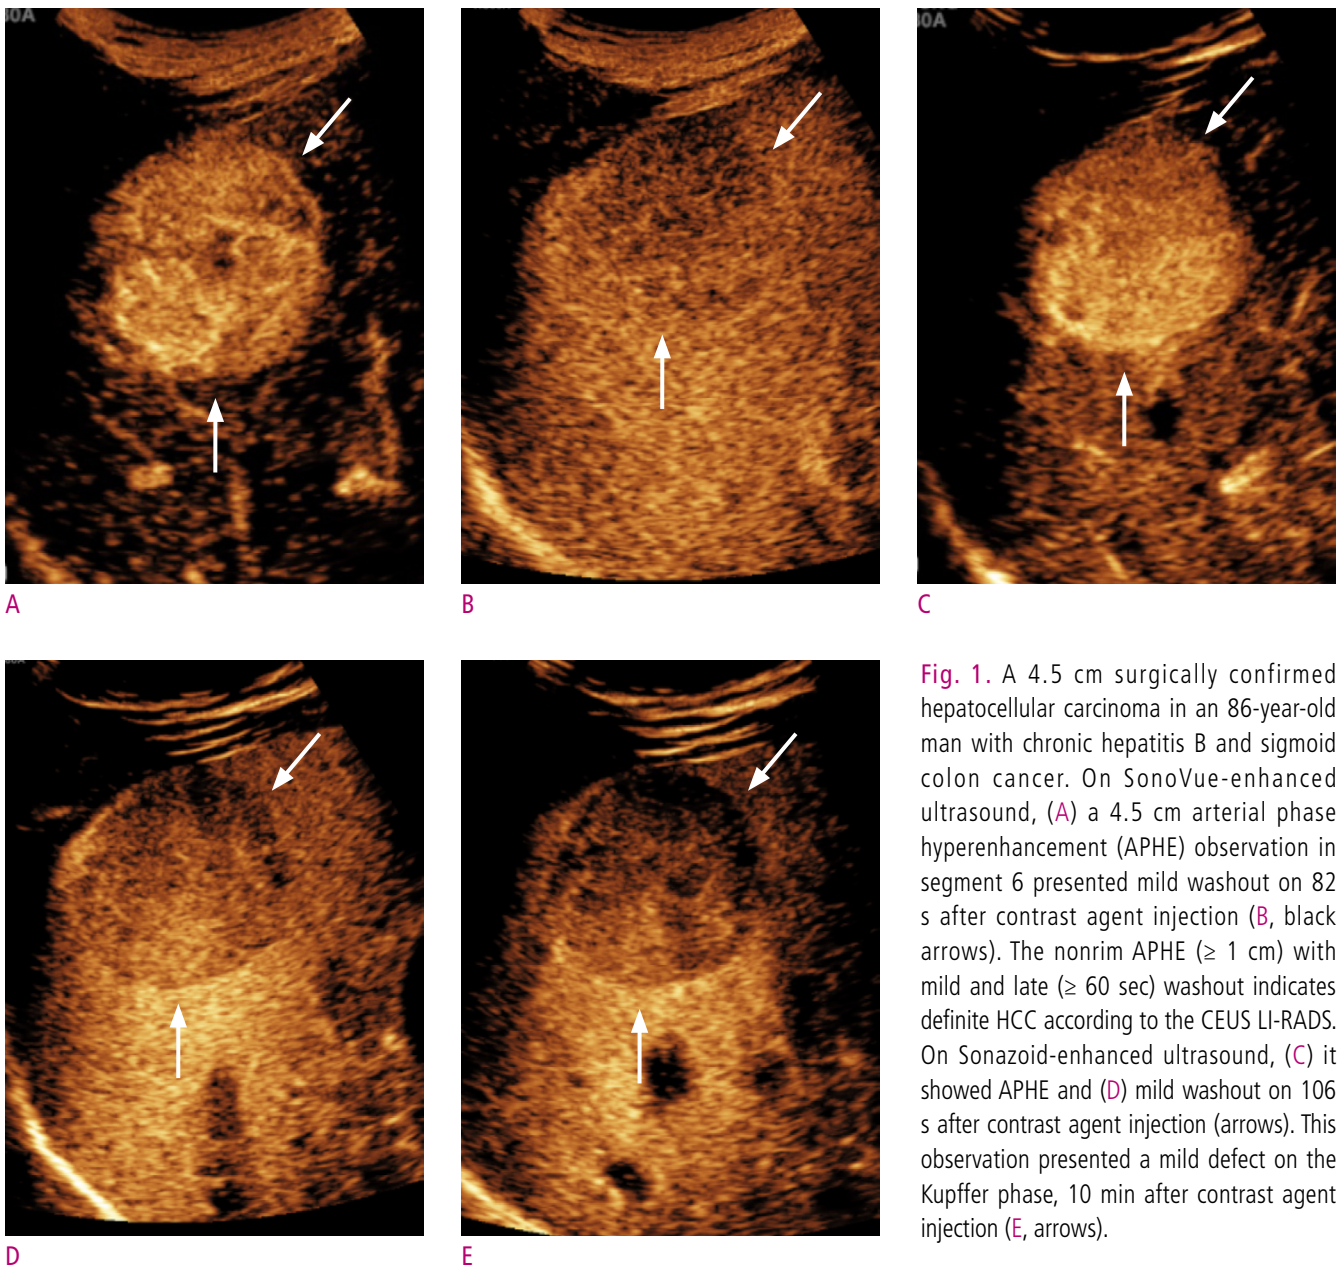 80A
80A
A
B
C
D
E
Fig. 1. A 4.5 cm surgically confirmed
hepatocellular carcinoma in an 86-year-old
man with chronic hepatitis B and sigmoid
colon cancer. On SonoVue-enhanced
ultrasound, (A) a 4.5 cm arterial phase
hyperenhancement (APHE) observation in
segment 6 presented mild washout on 82
s after contrast agent injection (B, black
arrows). The nonrim APHE (≥ 1 cm) with
mild and late (≥ 60 sec) washout indicates
definite HCC according to the CEUS LI-RADS.
On Sonazoid-enhanced ultrasound, (C) it
showed APHE and (D) mild washout on 106
s after contrast agent injection (arrows). This
observation presented a mild defect on the
Kupffer phase, 10 min after contrast agent
injection (E, arrows).